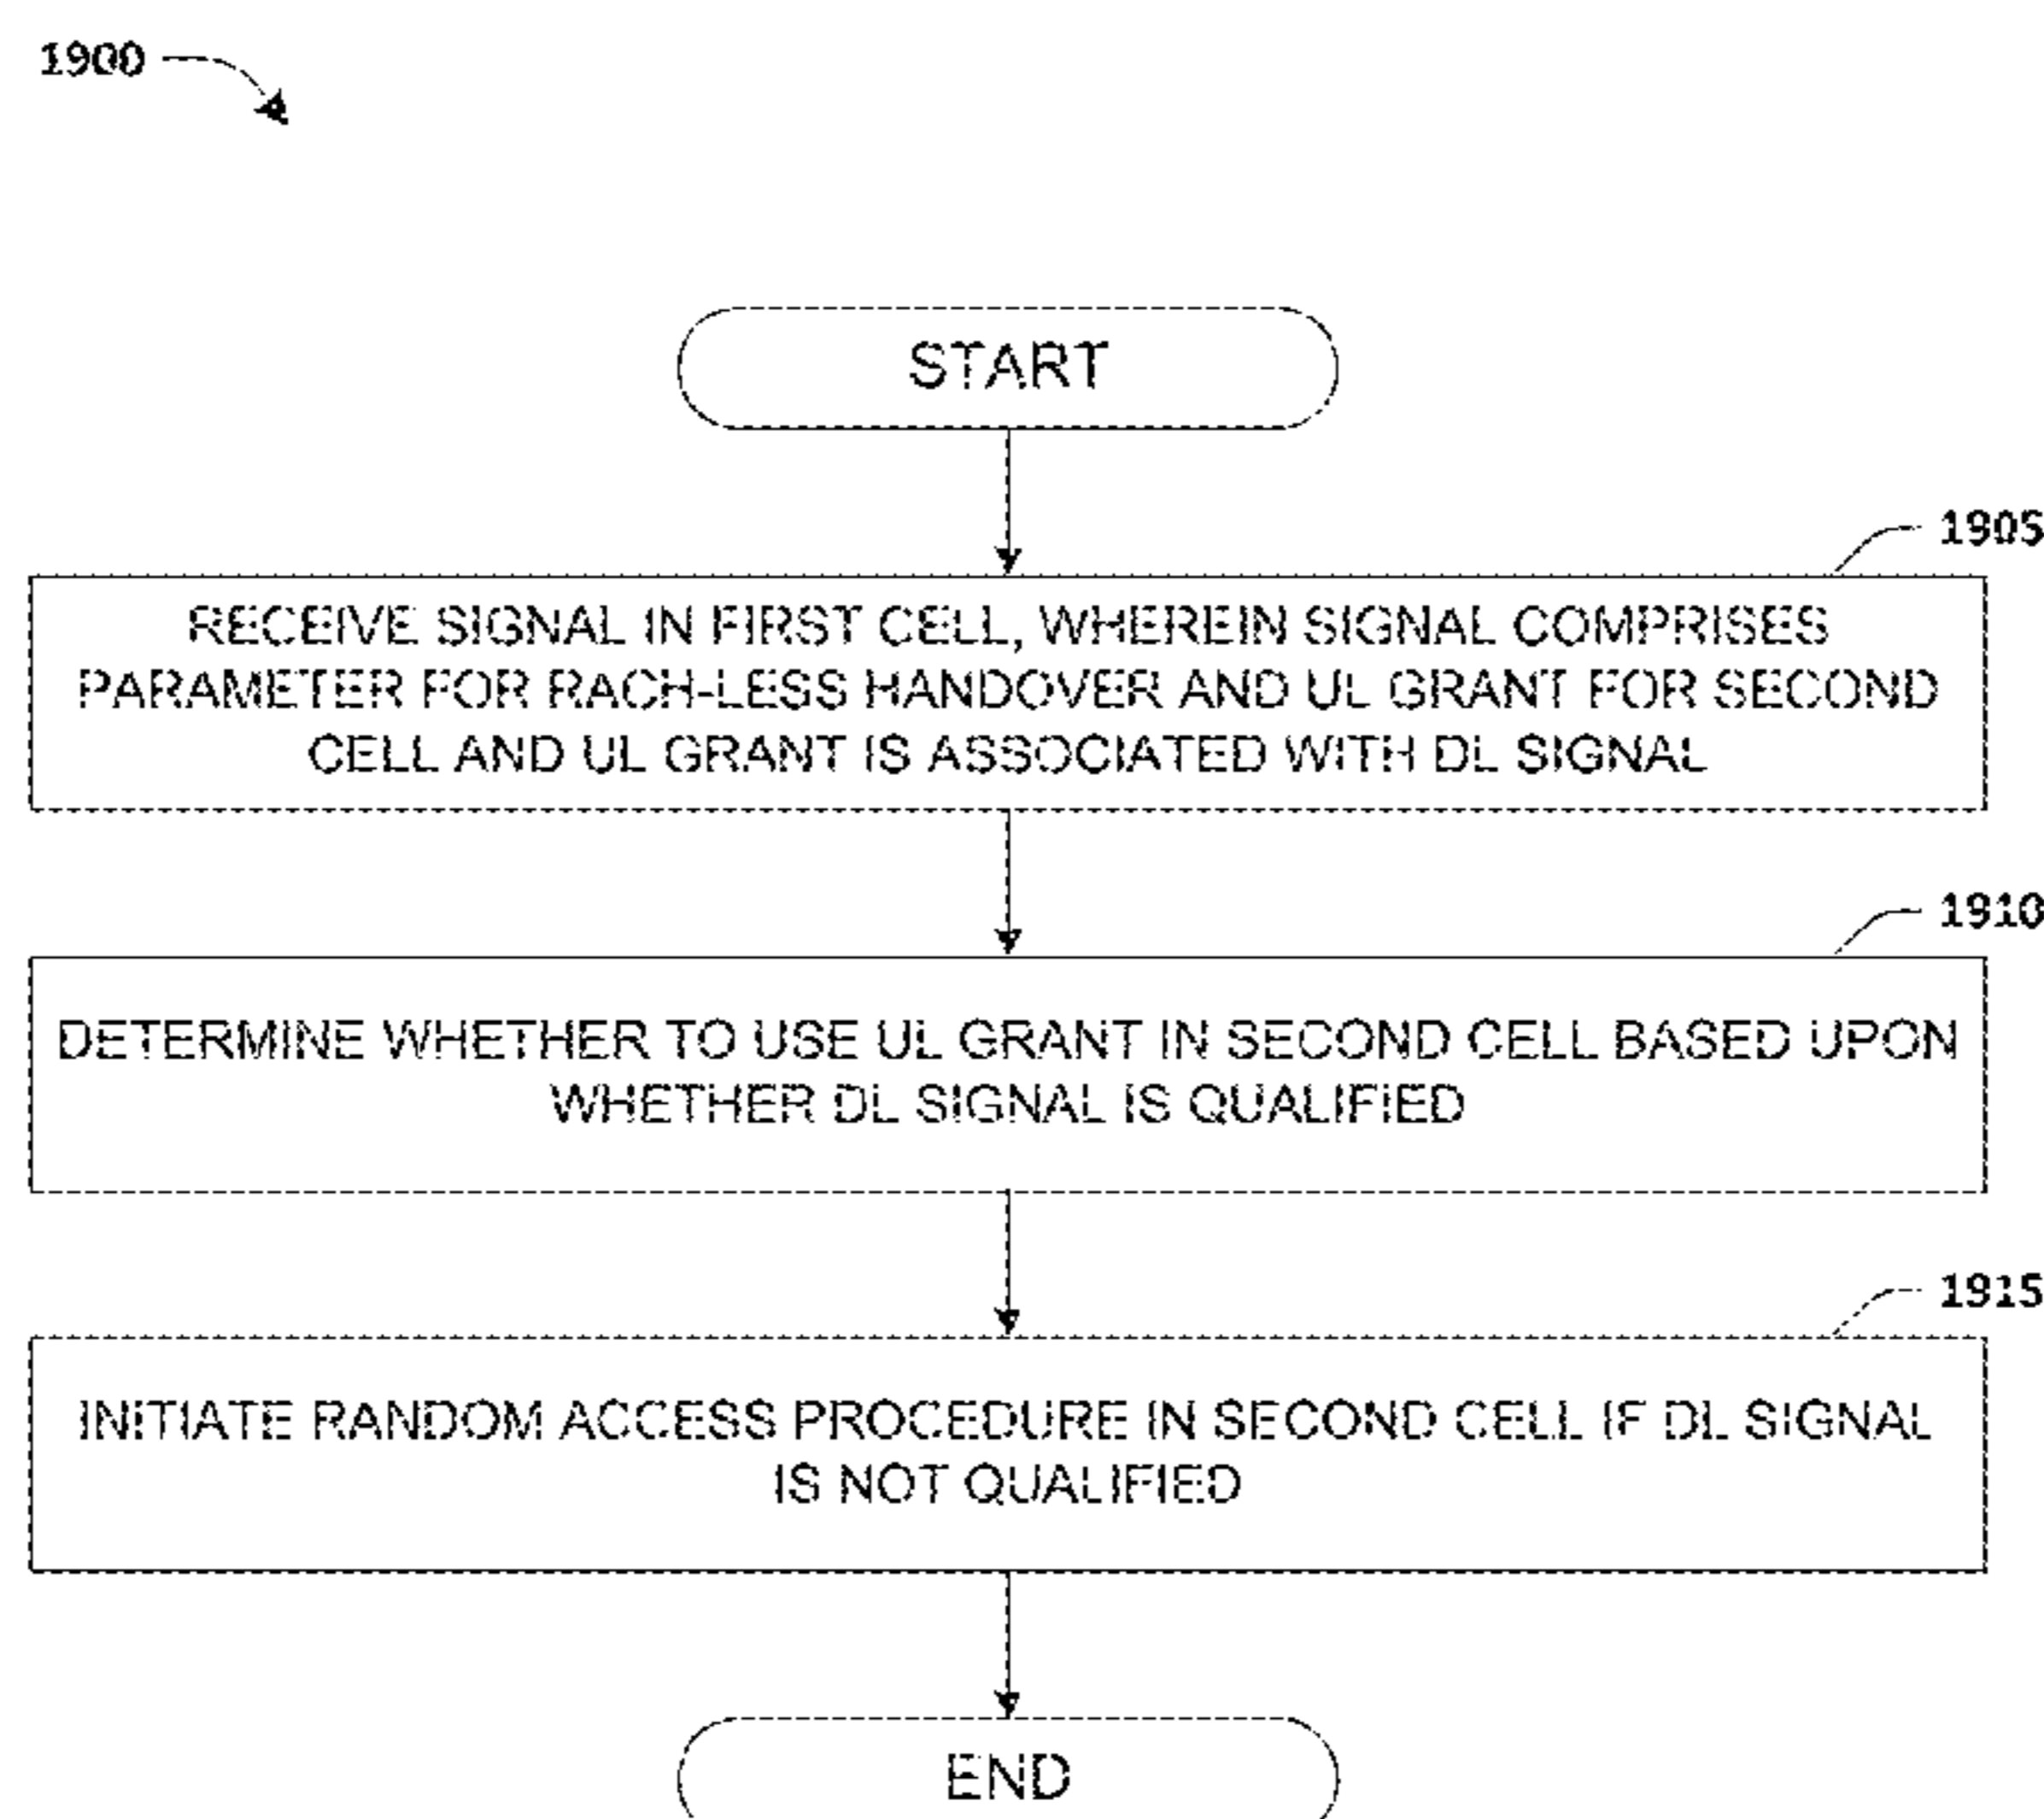 1900
START
1905
RECEIVE SIGNAL IN FIRST CELL, WHEREIN SIGNAL COMPRISES
PARAMETER FOR RACH-LESS HANDOVER AND UL GRANT FOR SECOND
CELL AND UL GRANT IS ASSOCIATED WITH DL SIGNAL
1910
DETERMINE WHETHER TO USE UL GRANT IN SECOND CELL BASED UPON
WHETHER DL SIGNAL IS QUALIFIED
1915
INITIATE RANDOM ACCESS PROCEDURE IN SECOND CELL IF DL SIGNAL
IS NOT QUALIFIED
END